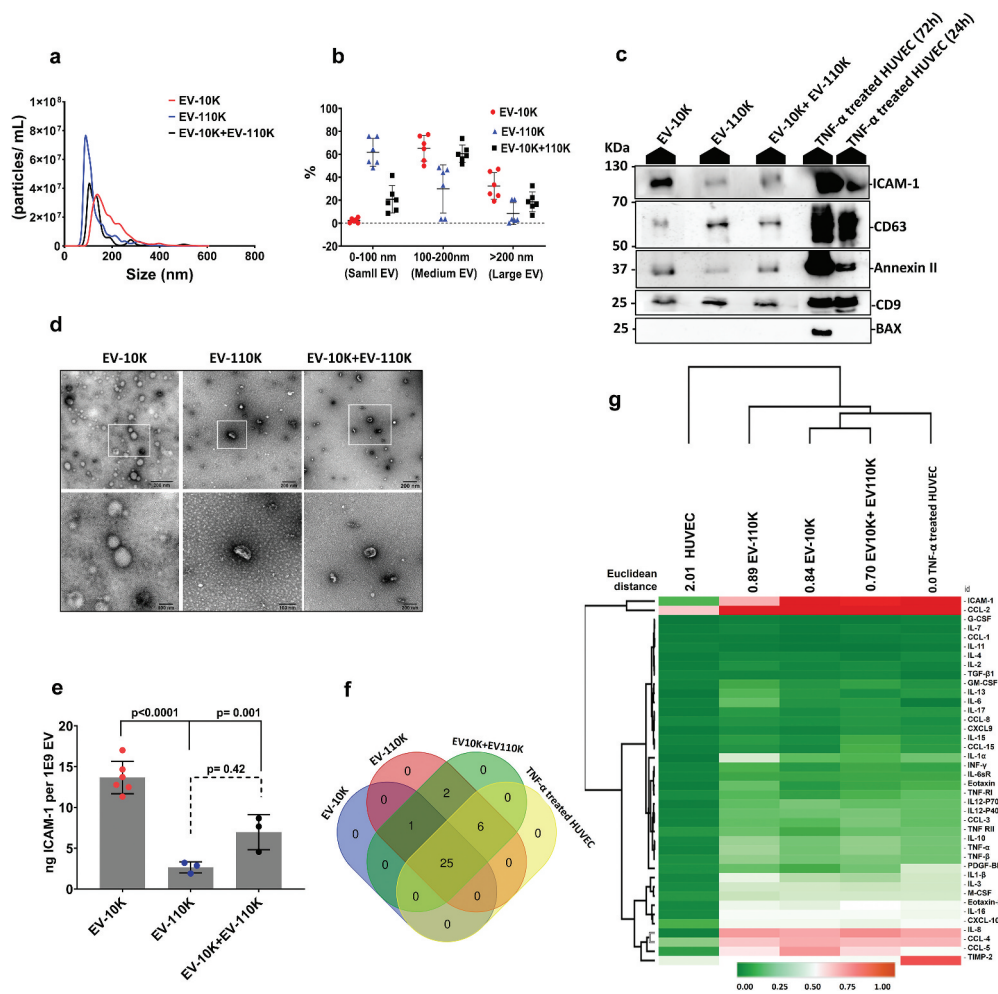 a
1×10⁸
8×10⁷
6×10⁷
4×10⁷
2×10⁷
0
(particles/ mL)
0 200 400 600 800
Size (nm)
EV-10K
EV-110K
EV-10K+EV-110K
b
100
80
60
40
20
0
20
%
EV-10K
EV-110K
EV-10K+110K
0-100 nm
(Samll EV)
100-200nm
(Medium EV)
>200 nm
(Large EV)
c
EV-10K
EV-110K
EV-10K+ EV-110K
TNF-α treated HUVEC (72h)
TNF-α treated HUVEC (24h)
KDa
130
70
50
37
25
25
ICAM-1
CD63
Annexin II
CD9
BAX
d
EV-10K
EV-110K
EV-10K+EV-110K
200 nm
200 nm
200 nm
e
20
15
10
5
0
ng ICAM-1 per 1E9 EV
p<0.0001
p= 0.001
p= 0.42
EV-10K
EV-110K
EV-10K+EV-110K
f
EV-10K
EV-110K
EV10K+EV110K
TNF-α treated HUVEC
0
0
0
0
0
2
0
1
6
0
25
0
0
0
0
g
Euclidean
distance
2.01 HUVEC
0.89 EV-110K
0.84 EV-10K
0.70 EV10K+ EV110K
0.0 TNF-α treated HUVEC
id
ICAM-1
CCL-2
G-CSF
IL-7
CCL-1
IL-11
IL-4
IL-2
TGF-β1
GM-CSF
IL-13
IL-6
IL-17
CCL-8
CXCL9
IL-15
CCL-15
IL-1α
INF-γ
IL-6sR
Eotaxin
TNF-RI
IL12-P70
IL12-P40
CCL-3
TNF RII
IL-10
TNF-α
TNF-β
PDGF-B
IL1-β
IL-3
M-CSF
Eotaxin-
IL-16
CXCL-10
IL-8
CCL-4
CCL-5
TIMP-2
0.00 0.25 0.50 0.75 1.00